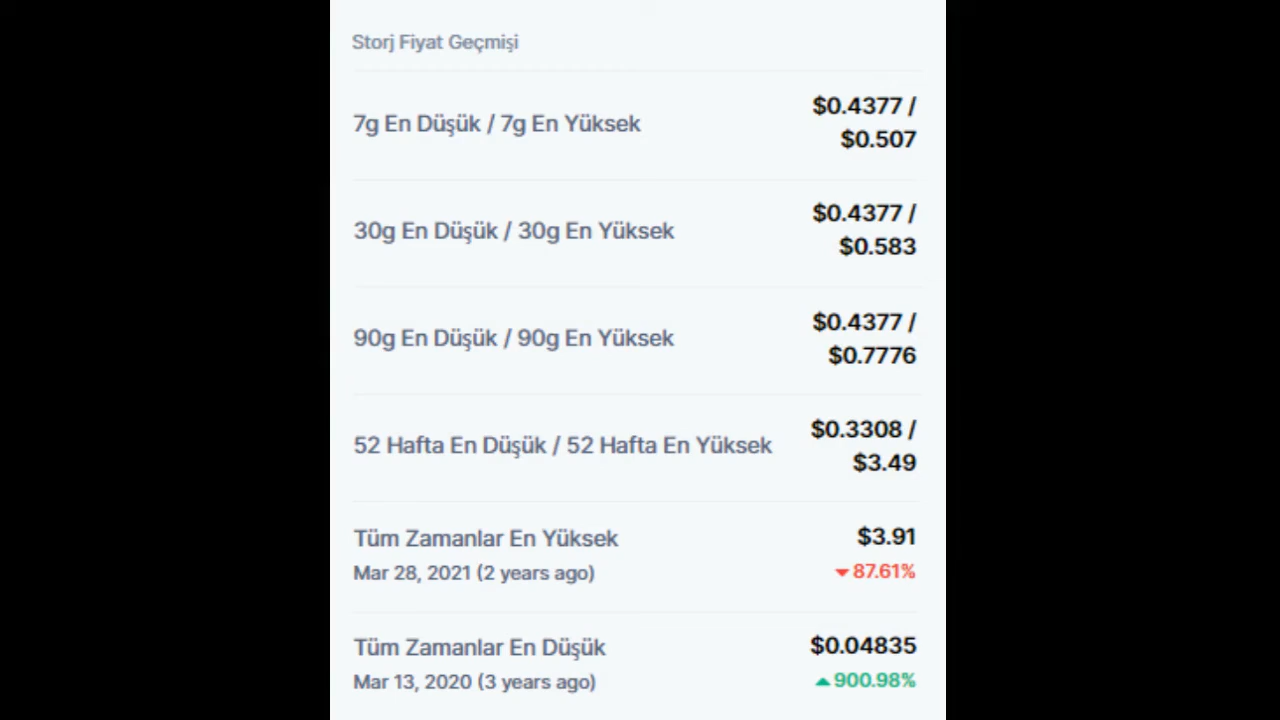 Storj Fiyat Geçmişi
7g En Düşük / 7g En Yüksek
$0.4377 /
$0.507
30g En Düşük / 30g En Yüksek
$0.4377 /
$0.583
90g En Düşük / 90g En Yüksek
$0.4377 /
$0.7776
52 Hafta En Düşük / 52 Hafta En Yüksek
$0.3308 /
$3.49
Tüm Zamanlar En Yüksek
$3.91
Mar 28, 2021 (2 years ago)
87.61%
Tüm Zamanlar En Düşük
$0.04835
Mar 13, 2020 (3 years ago)
900.98%